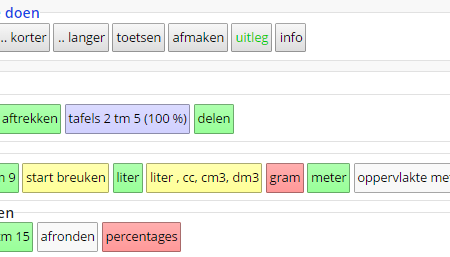 doen
.. korter .. langer toetsen afmaken uitleg info
aftrekken tafels 2 tm 5 (100 %) delen
9 start breuken liter liter , cc, cm3, dm3 gram meter oppervlakte me
en
tm 15 afronden percentages